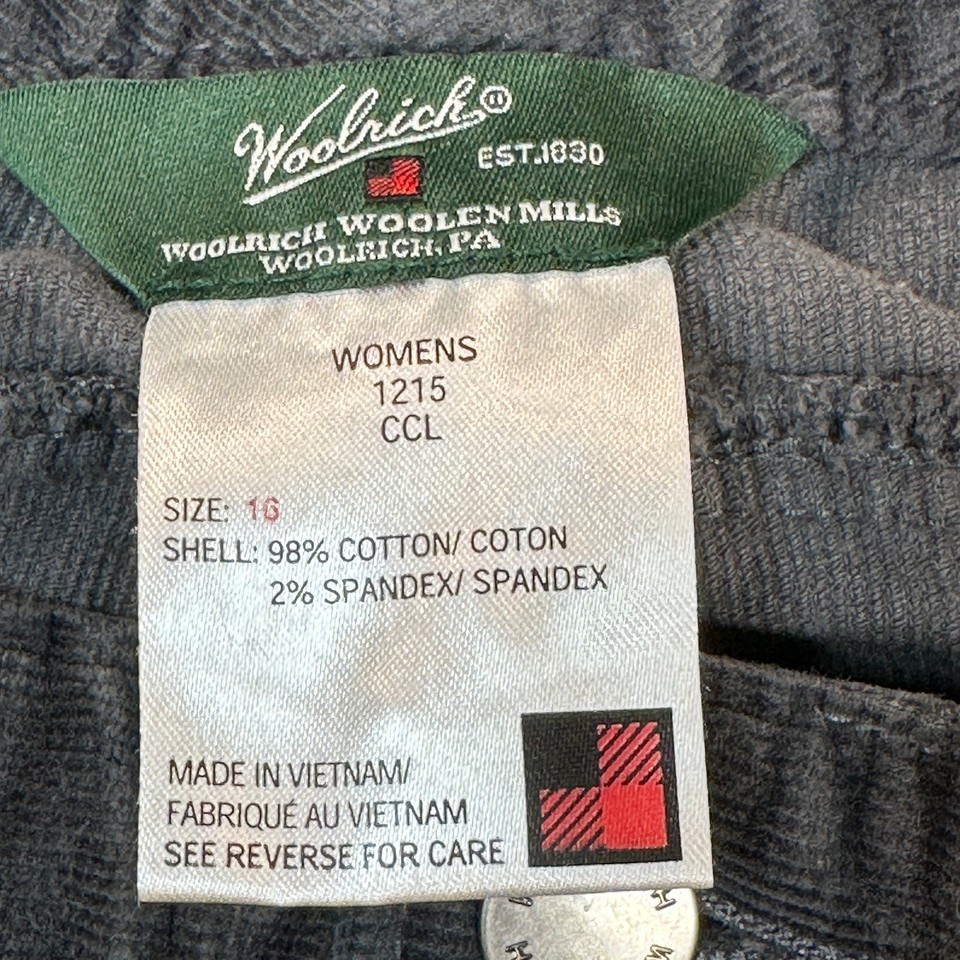 Woolrich®
EST.1830
WOOLRICH WOOLEN MILLS
WOOLRICH, PA
WOMENS
1215
CCL
SIZE: 16
SHELL: 98% COTTON/ COTON
2% SPANDEX/ SPANDEX
MADE IN VIETNAM/
FABRIQUÉ AU VIETNAM
SEE REVERSE FOR CARE